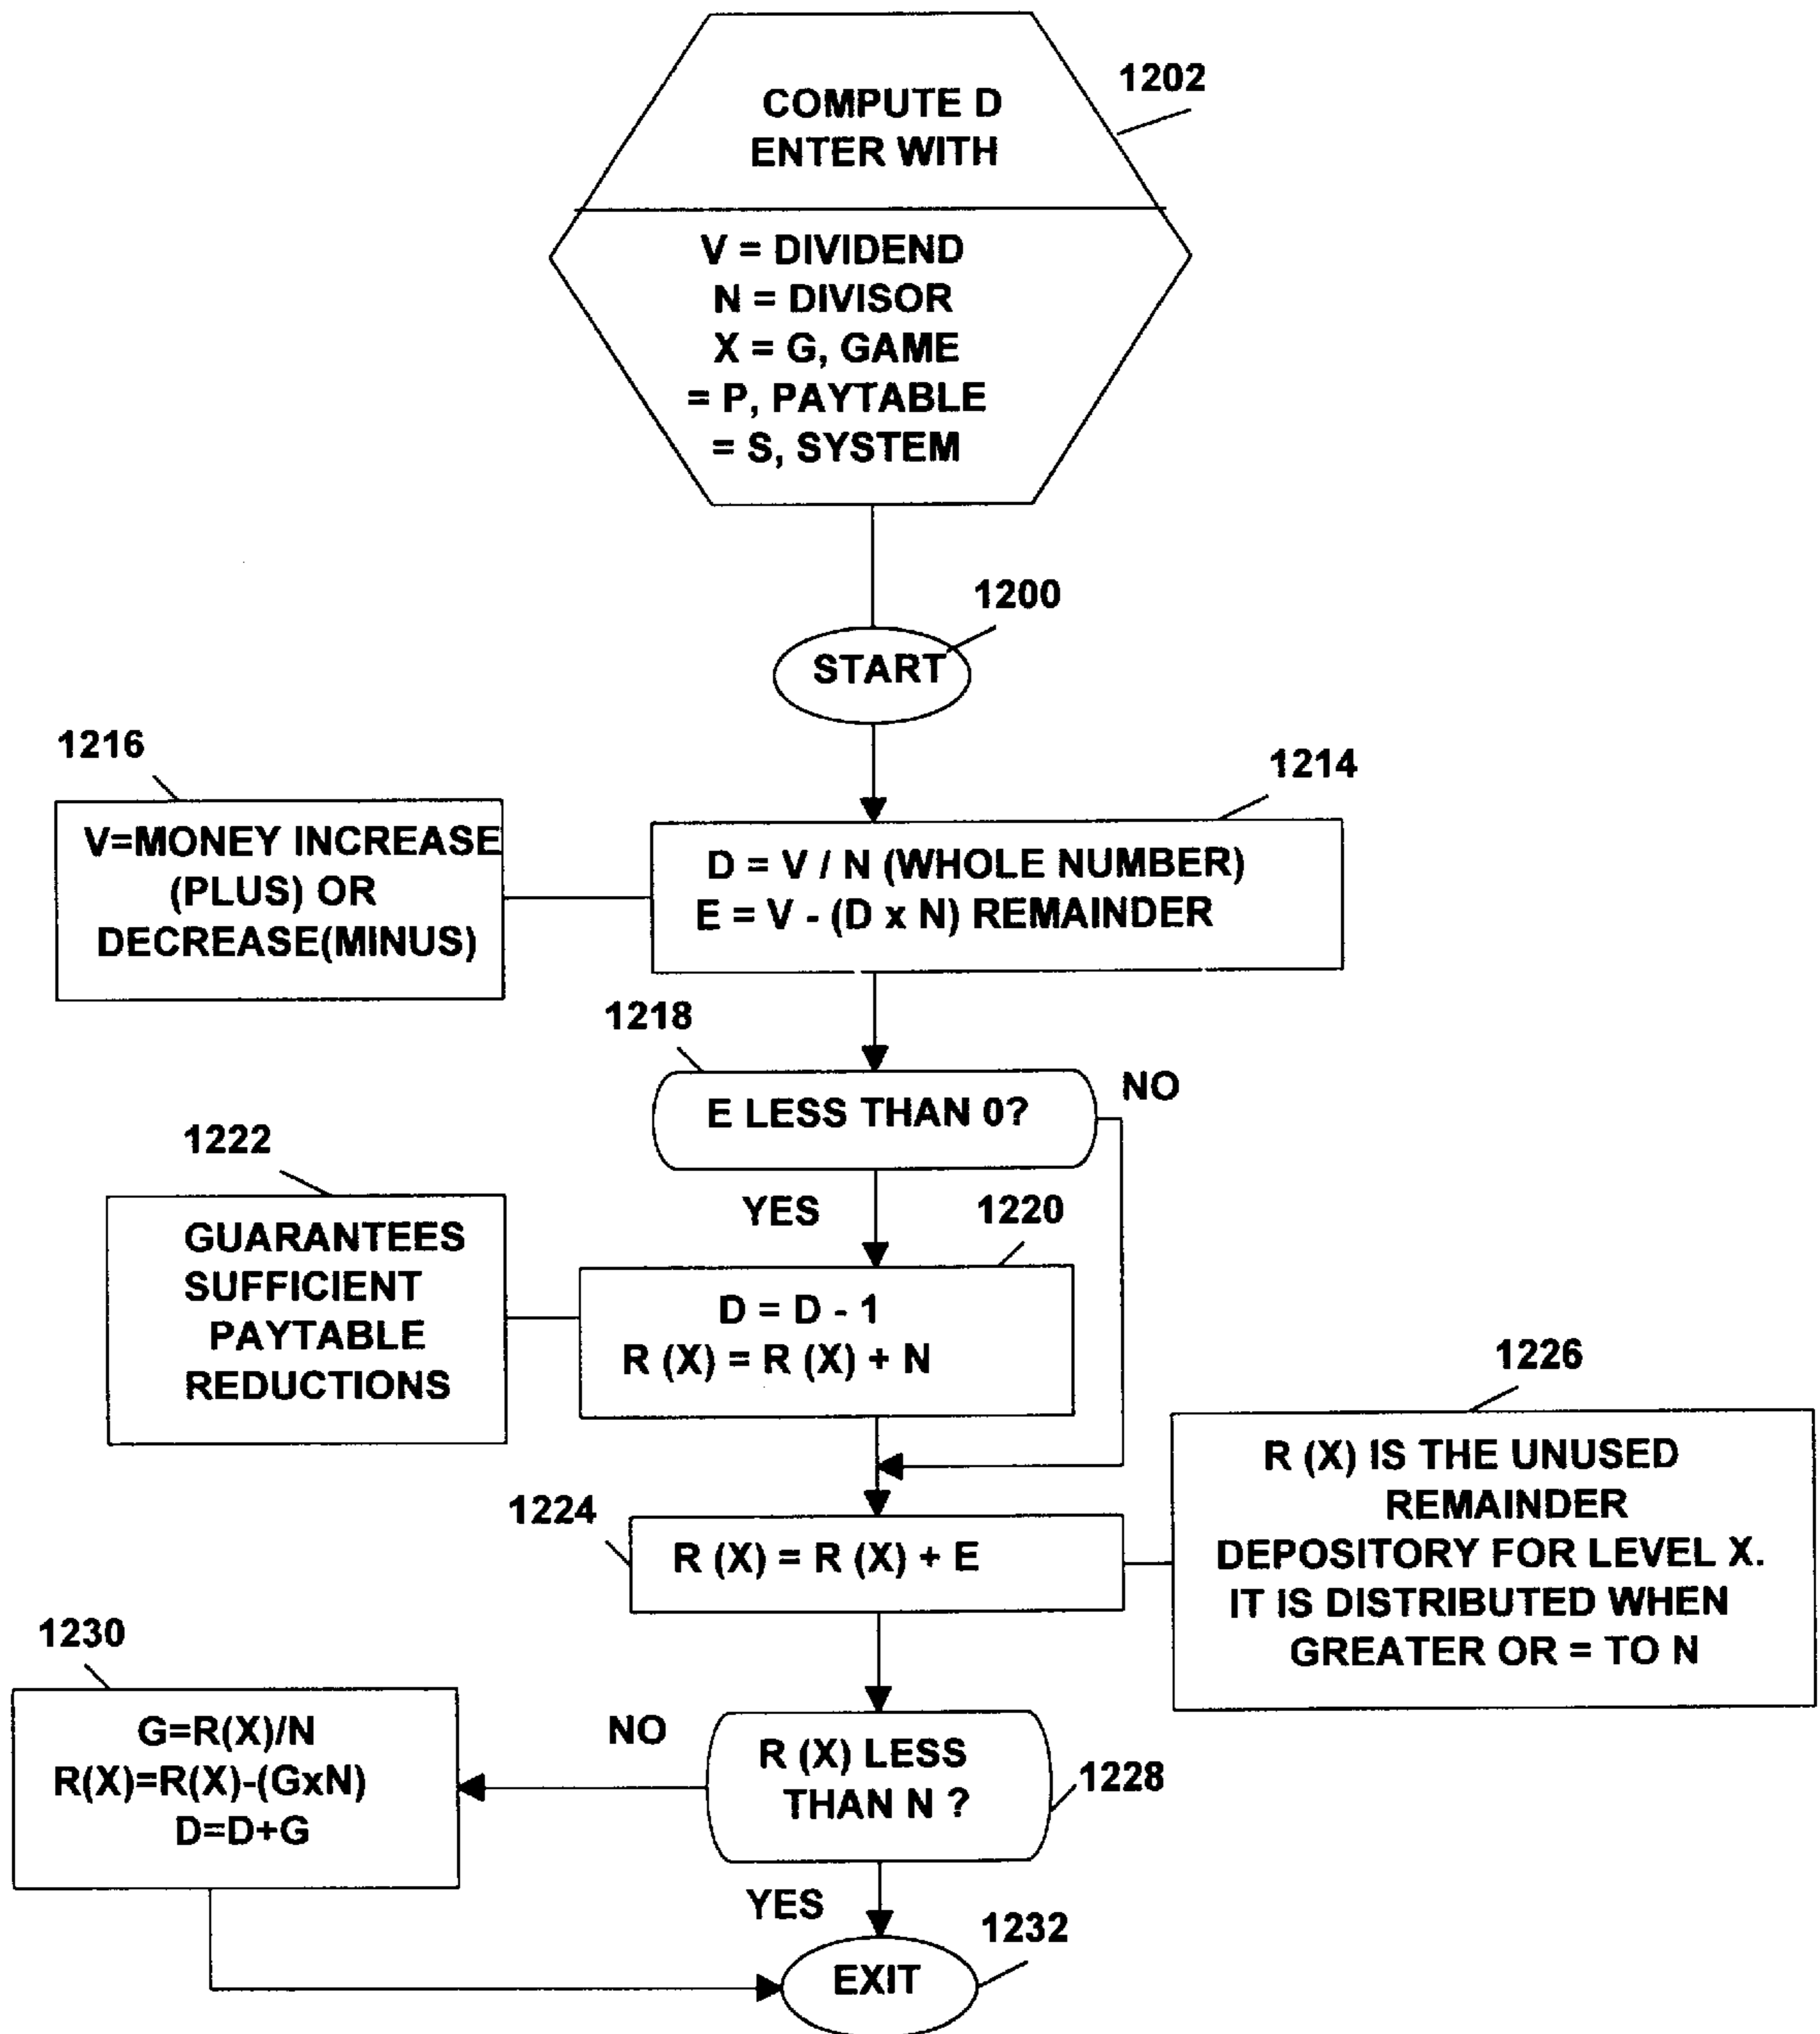 1202
COMPUTE D
ENTER WITH
V = DIVIDEND
N = DIVISOR
X = G, GAME
= P, PAYTABLE
= S, SYSTEM
1200
START
1216
V=MONEY INCREASE
(PLUS) OR
DECREASE(MINUS)
1214
D = V / N (WHOLE NUMBER)
E = V - (D x N) REMAINDER
1218
E LESS THAN 0?
NO
YES
1222
GUARANTEES
SUFFICIENT
PAYTABLE
REDUCTIONS
1220
D = D - 1
R (X) = R (X) + N
1226
R (X) IS THE UNUSED
REMAINDER
DEPOSITORY FOR LEVEL X.
IT IS DISTRIBUTED WHEN
GREATER OR = TO N
1224
R (X) = R (X) + E
1230
G=R(X)/N
R(X)=R(X)-(GxN)
D=D+G
NO
R (X) LESS
THAN N ?
1228
YES
1232
EXIT